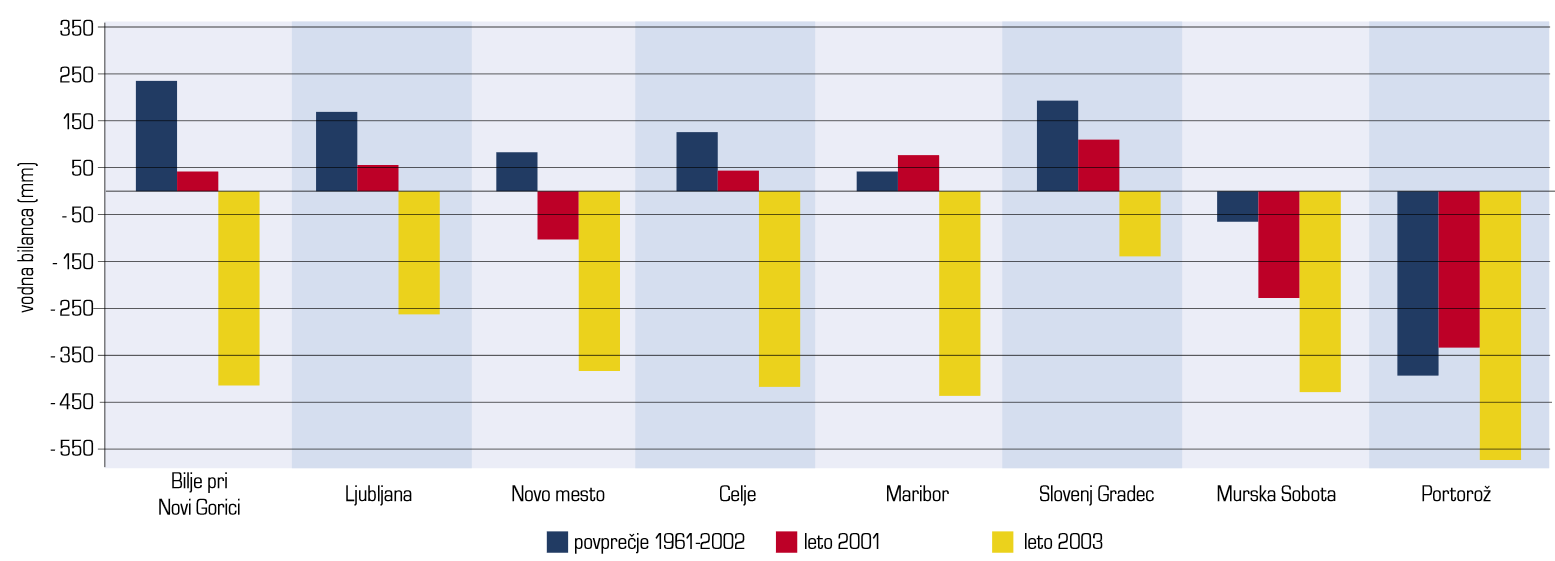 350
250
150
50
- 50
- 150
- 250
- 350
- 450
- 550
vodna bilanca (mm)
Bilje pri
Novi Gorici
Ljubljana
Novo mesto
Celje
Maribor
Slovenj Gradec
Murska Sobota
Portorož
povprečje 1961-2002
leto 2001
leto 2003